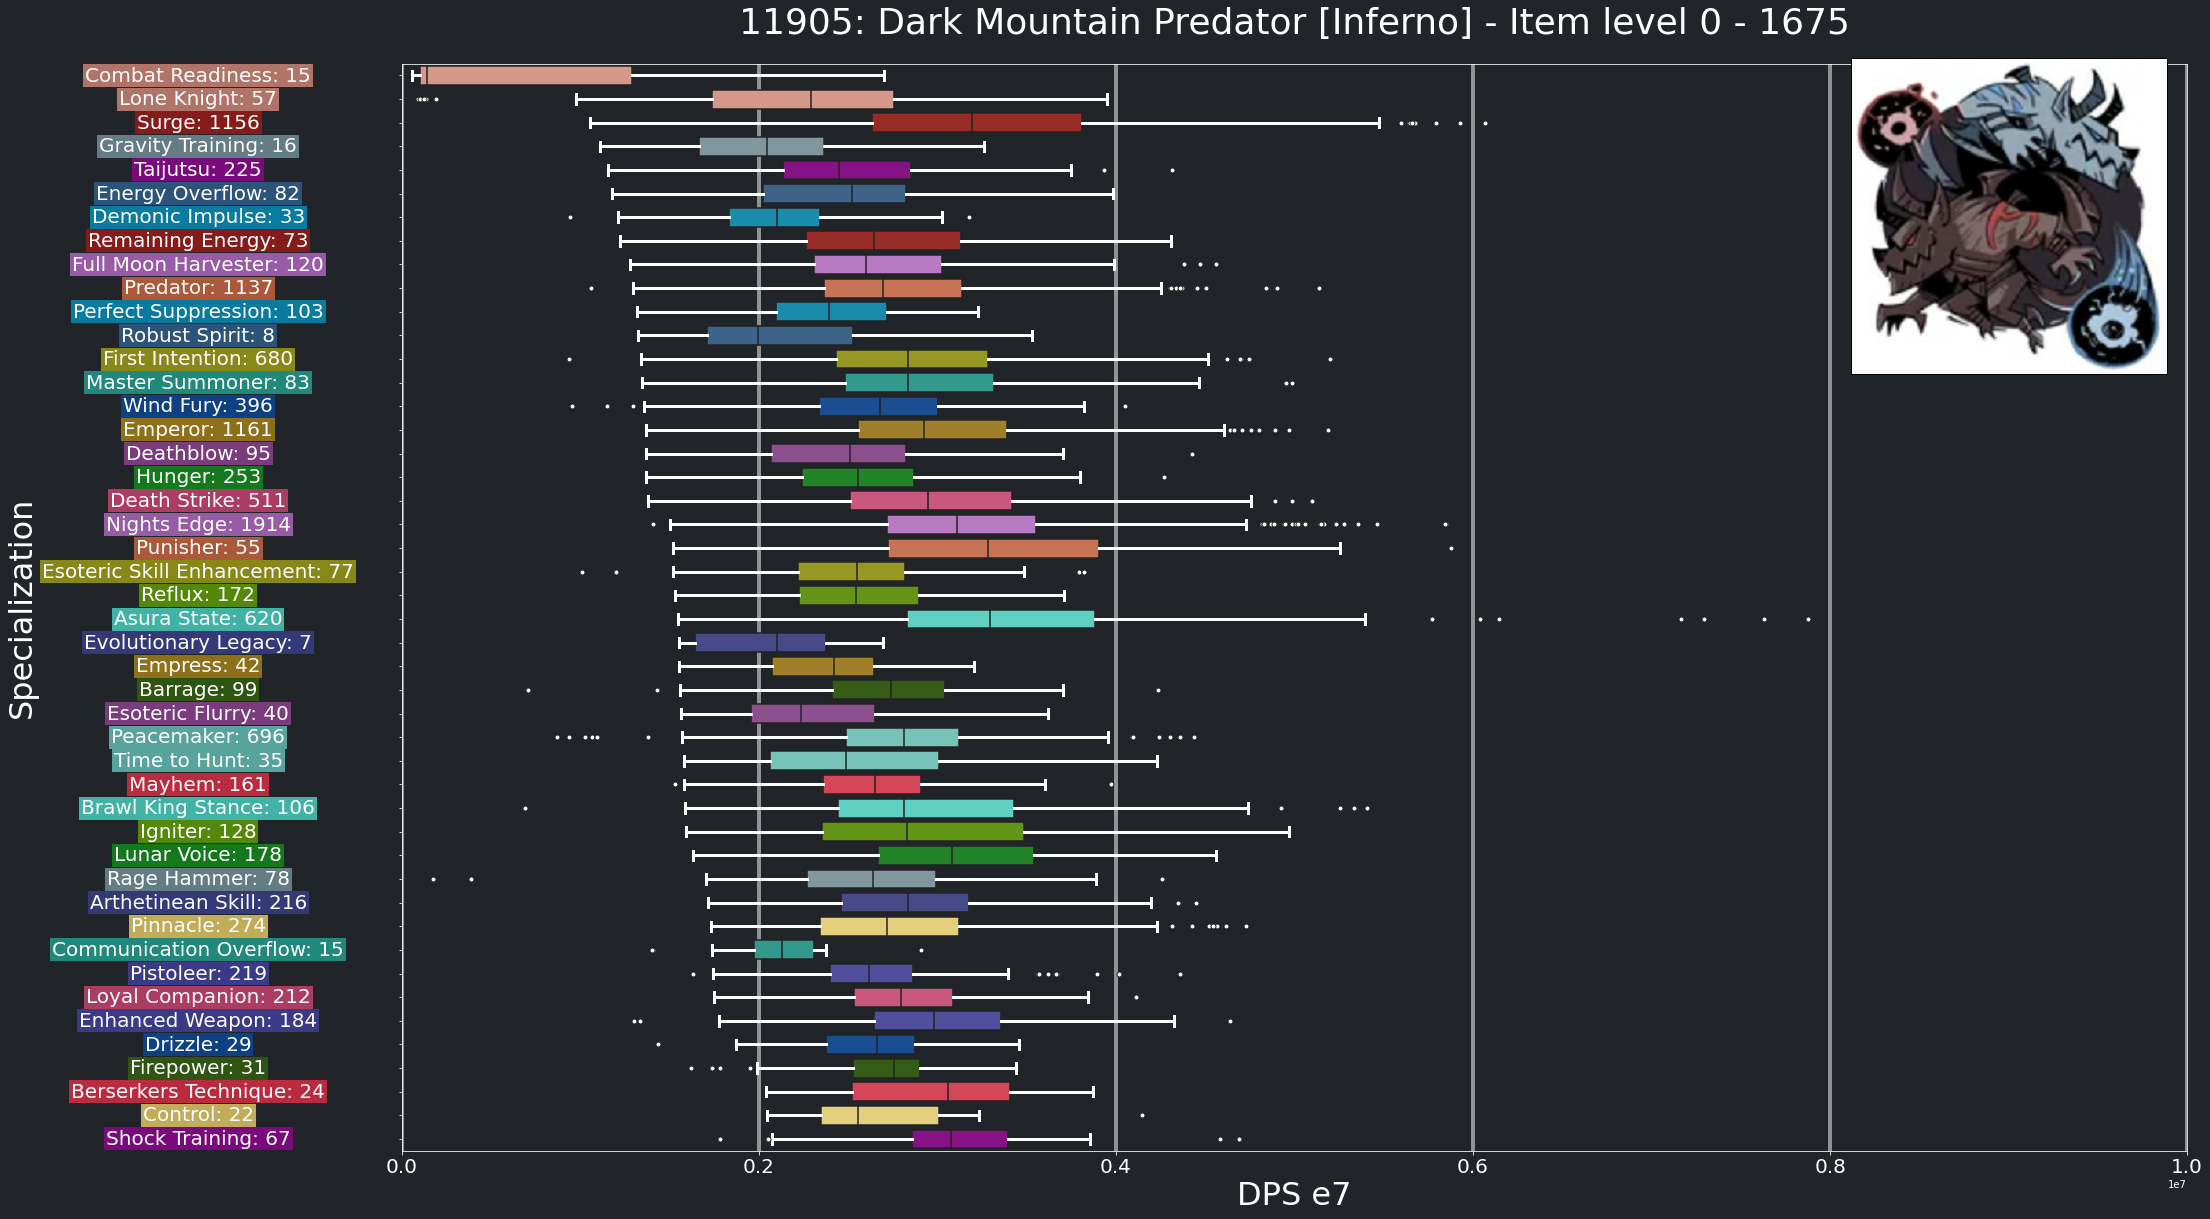 11905: Dark Mountain Predator [Inferno] - Item level 0 - 1675
Combat Readiness: 15
Lone Knight: 57
Surge: 1156
Gravity Training: 16
Taijutsu: 225
Energy Overflow: 82
Demonic Impulse: 33
Remaining Energy: 73
Full Moon Harvester: 120
Predator: 1137
Perfect Suppression: 103
Robust Spirit: 8
First Intention: 680
Master Summoner: 83
Wind Fury: 396
Emperor: 1161
Deathblow: 95
Hunger: 253
Death Strike: 511
Nights Edge: 1914
Punisher: 55
Esoteric Skill Enhancement: 77
Reflux: 172
Asura State: 620
Evolutionary Legacy: 7
Empress: 42
Barrage: 99
Esoteric Flurry: 40
Peacemaker: 696
Time to Hunt: 35
Mayhem: 161
Brawl King Stance: 106
Igniter: 128
Lunar Voice: 178
Rage Hammer: 78
Arthetinean Skill: 216
Pinnacle: 274
Communication Overflow: 15
Pistoleer: 219
Loyal Companion: 212
Enhanced Weapon: 184
Drizzle: 29
Firepower: 31
Berserkers Technique: 24
Control: 22
Shock Training: 67
Specialization
0.0 0.2 0.4 0.6 0.8 1.0
1e7
DPS e7